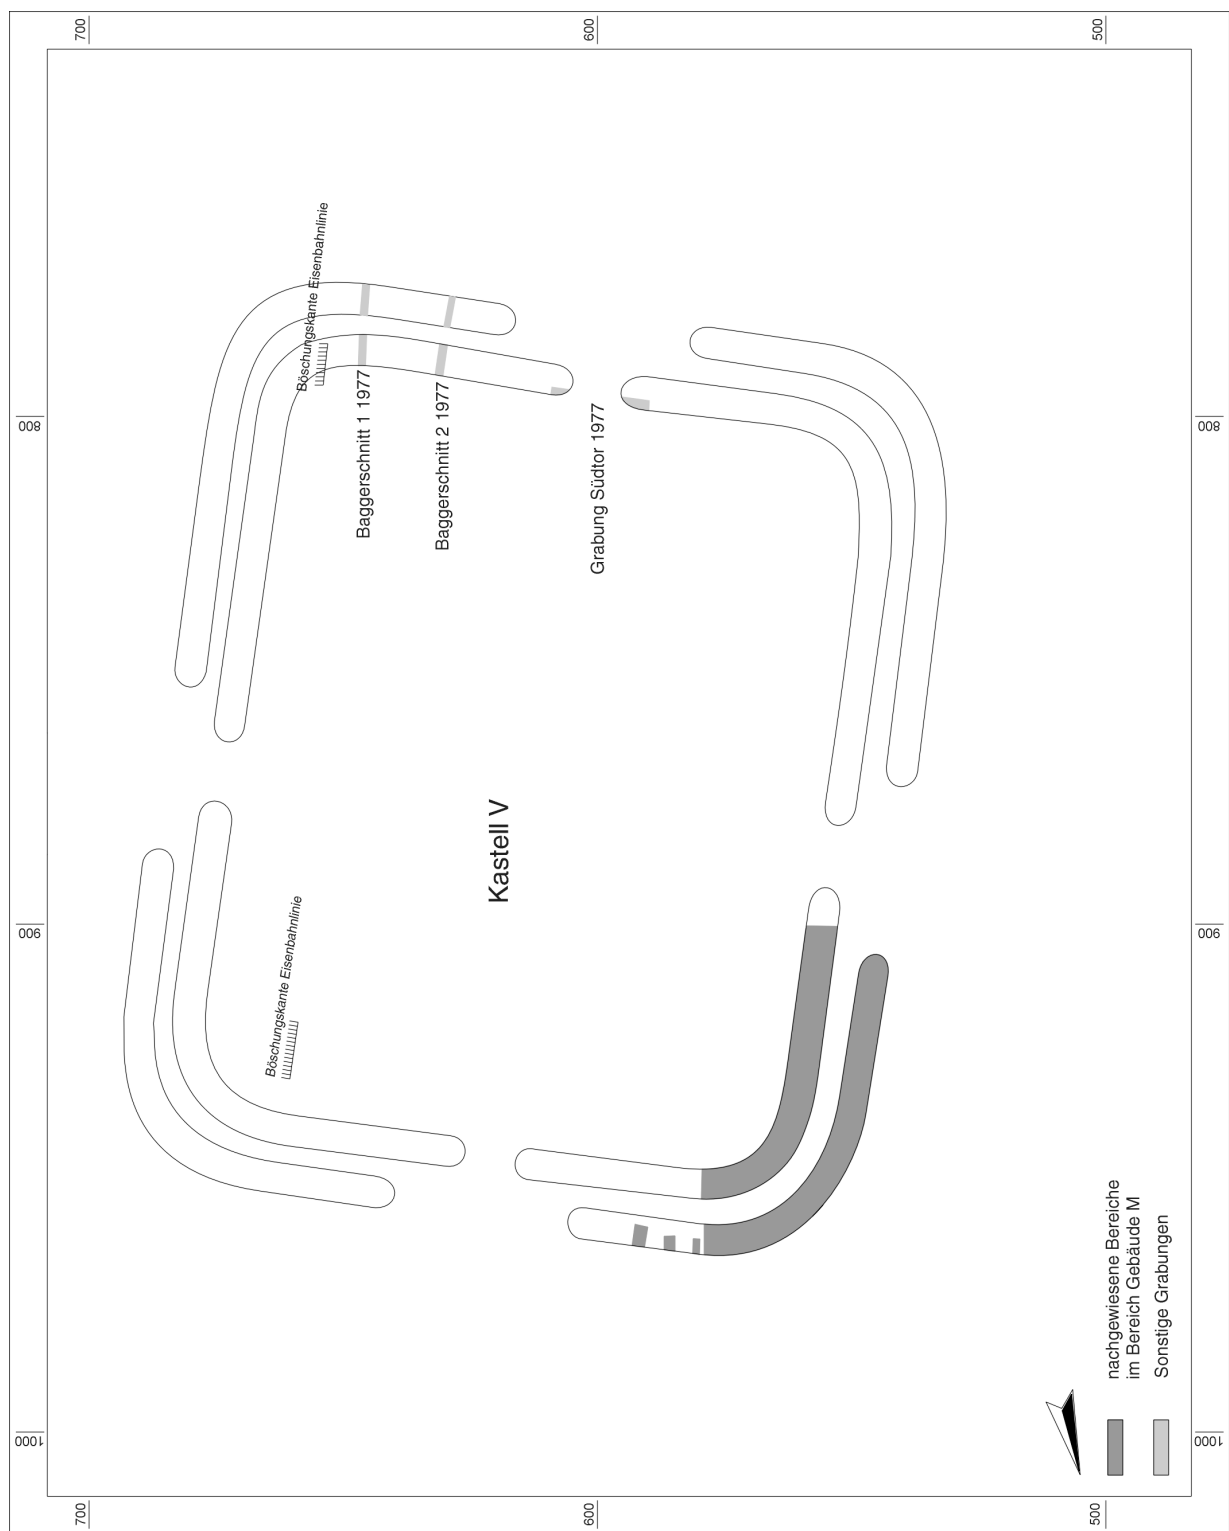 700
600
500
Böschungskante Eisenbahnlinie
Baggerschnitt 1 1977
Baggerschnitt 2 1977
Grabung Südtor 1977
800
800
Kastell V
900
900
Böschungskante Eisenbahnlinie
nachgewiesene Bereiche
im Bereich Gebäude M
Sonstige Grabungen
1000
1000
700
600
500